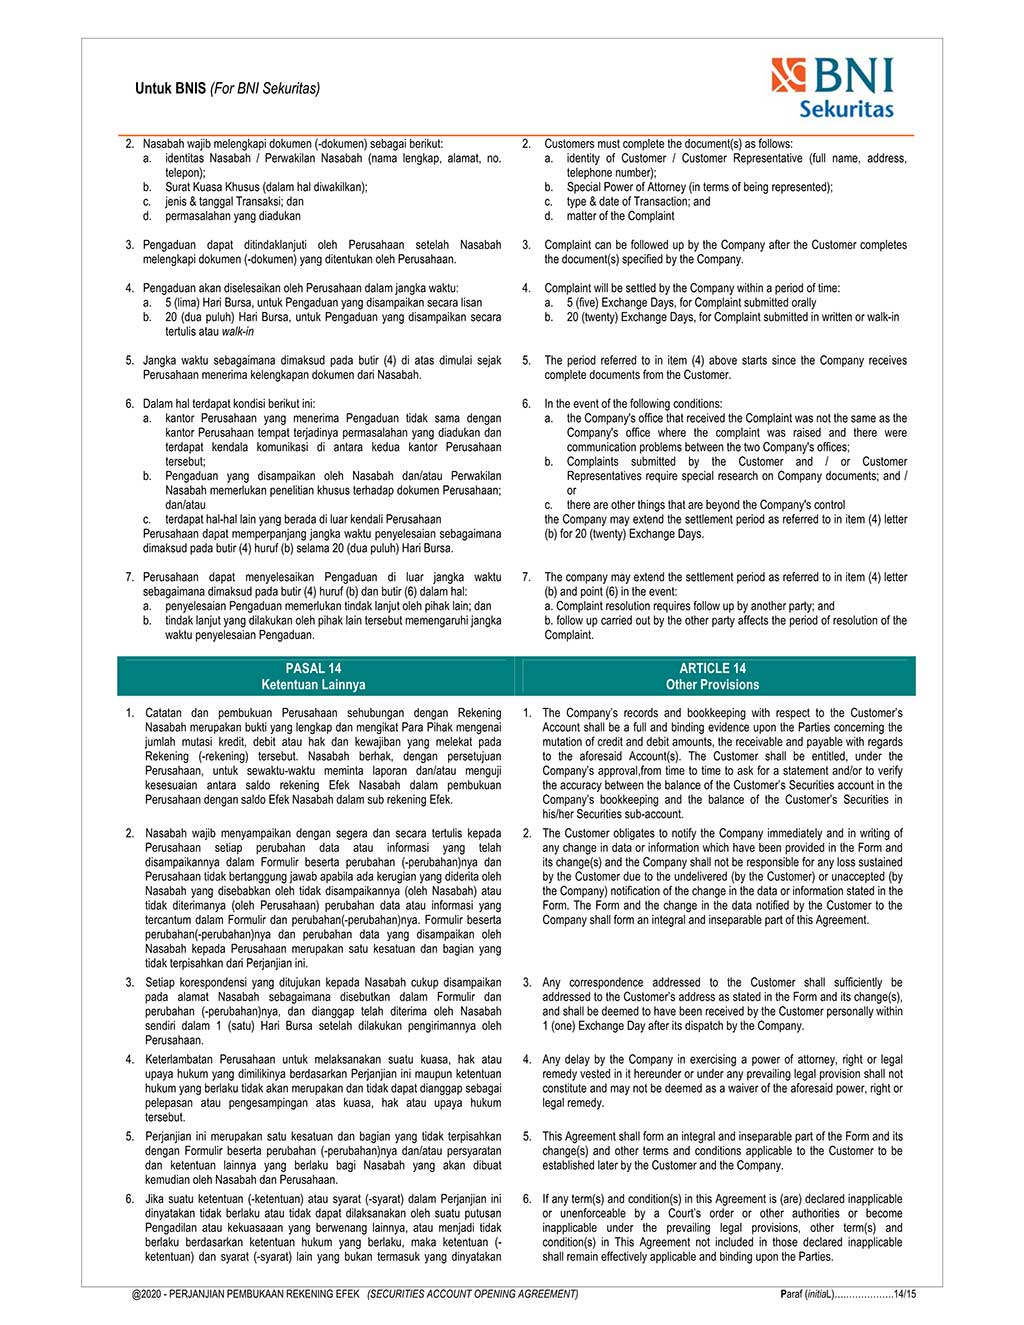 Untuk BNIS (For BNI Sekuritas)
BNI
Sekuritas
2. Nasabah wajib melengkapi dokumen (-dokumen) sebagai berikut:
a. identitas Nasabah / Perwakilan Nasabah (nama lengkap, alamat, no.
telepon);
b. Surat Kuasa Khusus (dalam hal diwakilkan);
c. jenis & tanggal Transaksi; dan
d. permasalahan yang diadukan
3. Pengaduan dapat ditindaklanjuti oleh Perusahaan setelah Nasabah
melengkapi dokumen (-dokumen) yang ditentukan oleh Perusahaan.
4. Pengaduan akan diselesaikan oleh Perusahaan dalam jangka waktu:
a. 5 (lima) Hari Bursa, untuk Pengaduan yang disampaikan secara lisan
b. 20 (dua puluh) Hari Bursa, untuk Pengaduan yang disampaikan secara
tertulis atau walk-in
5. Jangka waktu sebagaimana dimaksud pada butir (4) di atas dimulai sejak
Perusahaan menerima kelengkapan dokumen dari Nasabah.
6. Dalam hal terdapat kondisi berikut ini:
a. kantor Perusahaan yang menerima Pengaduan tidak sama dengan
kantor Perusahaan tempat terjadinya permasalahan yang diadukan dan
terdapat kendala komunikasi di antara kedua kantor Perusahaan
tersebut;
b. Pengaduan yang disampaikan oleh Nasabah dan/atau Perwakilan
Nasabah memerlukan penelitian khusus terhadap dokumen Perusahaan;
dan/atau
c. terdapat hal-hal lain yang berada di luar kendali Perusahaan
Perusahaan dapat memperpanjang jangka waktu penyelesaian sebagaimana
dimaksud pada butir (4) huruf (b) selama 20 (dua puluh) Hari Bursa.
7. Perusahaan dapat menyelesaikan Pengaduan di luar jangka waktu
sebagaimana dimaksud pada butir (4) huruf (b) dan butir (6) dalam hal:
a. penyelesaian Pengaduan memerlukan tindak lanjut oleh pihak lain; dan
b. tindak lanjut yang dilakukan oleh pihak lain tersebut memengaruhi jangka
waktu penyelesaian Pengaduan.
2. Customers must complete the document(s) as follows:
a. identity of Customer / Customer Representative (full name, address,
telephone number);
b. Special Power of Attorney (in terms of being represented);
c. type & date of Transaction; and
d. matter of the Complaint
3. Complaint can be followed up by the Company after the Customer completes
the document(s) specified by the Company.
4. Complaint will be settled by the Company within a period of time:
a. 5 (five) Exchange Days, for Complaint submitted orally
b. 20 (twenty) Exchange Days, for Complaint submitted in written or walk-in
5. The period referred to in item (4) above starts since the Company receives
complete documents from the Customer.
6. In the event of the following conditions:
a. the Company's office that received the Complaint was not the same as the
Company's office where the complaint was raised and there were
communication problems between the two Company's offices;
b. Complaints submitted by the Customer and / or Customer
Representatives require special research on Company documents; and /
or
c. there are other things that are beyond the Company's control
the Company may extend the settlement period as referred to in item (4) letter
(b) for 20 (twenty) Exchange Days.
7. The company may extend the settlement period as referred to in item (4) letter
(b) and point (6) in the event:
a. Complaint resolution requires follow up by another party; and
b. follow up carried out by the other party affects the period of resolution of the
Complaint.
PASAL 14
Ketentuan Lainnya
ARTICLE 14
Other Provisions
1. Catatan dan pembukuan Perusahaan sehubungan dengan Rekening
Nasabah merupakan bukti yang lengkap dan mengikat Para Pihak mengenai
jumlah mutasi kredit, debit atau hak dan kewajiban yang melekat pada
Rekening (-rekening) tersebut. Nasabah berhak, dengan persetujuan
Perusahaan, untuk sewaktu-waktu meminta laporan dan/atau menguji
kesesuaian antara saldo rekening Efek Nasabah dalam pembukuan
Perusahaan dengan saldo Efek Nasabah dalam sub rekening Efek.
2. Nasabah wajib menyampaikan dengan segera dan secara tertulis kepada
Perusahaan setiap perubahan data atau informasi yang telah
disampaikannya dalam Formulir beserta perubahan (-perubahan)nya dan
Perusahaan tidak bertanggung jawab apabila ada kerugian yang diderita oleh
Nasabah yang disebabkan oleh tidak disampaikannya (oleh Nasabah) atau
tidak diterimanya (oleh Perusahaan) perubahan data atau informasi yang
tercantum dalam Formulir dan perubahan(-perubahan)nya. Formulir beserta
perubahan(-perubahan)nya dan perubahan data yang disampaikan oleh
Nasabah kepada Perusahaan merupakan satu kesatuan dan bagian yang
tidak terpisahkan dari Perjanjian ini.
3. Setiap korespondensi yang ditujukan kepada Nasabah cukup disampaikan
pada alamat Nasabah sebagaimana disebutkan dalam Formulir dan
perubahan (-perubahan)nya, dan dianggap telah diterima oleh Nasabah
sendiri dalam 1 (satu) Hari Bursa setelah dilakukan pengirimannya oleh
Perusahaan.
4. Keterlambatan Perusahaan untuk melaksanakan suatu kuasa, hak atau
upaya hukum yang dimilikinya berdasarkan Perjanjian ini maupun ketentuan
hukum yang berlaku tidak akan merupakan dan tidak dapat dianggap sebagai
pelepasan atau pengesampingan atas kuasa, hak atau upaya hukum
tersebut.
5. Perjanjian ini merupakan satu kesatuan dan bagian yang tidak terpisahkan
dengan Formulir beserta perubahan (-perubahan)nya dan/atau persyaratan
dan ketentuan lainnya yang berlaku bagi Nasabah yang akan dibuat
kemudian oleh Nasabah dan Perusahaan.
6. Jika suatu ketentuan (-ketentuan) atau syarat (-syarat) dalam Perjanjian ini
dinyatakan tidak berlaku atau tidak dapat dilaksanakan oleh suatu putusan
Pengadilan atau kekuasaaan yang berwenang lainnya, atau menjadi tidak
berlaku berdasarkan ketentuan hukum yang berlaku, maka ketentuan (-
ketentuan) dan syarat (-syarat) lain yang bukan termasuk yang dinyatakan
1. The Company's records and bookkeeping with respect to the Customer's
Account shall be a full and binding evidence upon the Parties concerning the
mutation of credit and debit amounts, the receivable and payable with regards
to the aforesaid Account(s). The Customer shall be entitled, under the
Company's approval,from time to time to ask for a statement and/or to verify
the accuracy between the balance of the Customer's Securities account in the
Company's bookkeeping and the balance of the Customer's Securities in
his/her Securities sub-account.
2. The Customer obligates to notify the Company immediately and in writing of
any change in data or information which have been provided in the Form and
its change(s) and the Company shall not be responsible for any loss sustained
by the Customer due to the undelivered (by the Customer) or unaccepted (by
the Company) notification of the change in the data or information stated in the
Form. The Form and the change in the data notified by the Customer to the
Company shall form an integral and inseparable part of this Agreement.
3. Any correspondence addressed to the Customer shall sufficiently be
addressed to the Customer's address as stated in the Form and its change(s),
and shall be deemed to have been received by the Customer personally within
1 (one) Exchange Day after its dispatch by the Company.
4. Any delay by the Company in exercising a power of attorney, right or legal
remedy vested in it hereunder or under any prevailing legal provision shall not
constitute and may not be deemed as a waiver of the aforesaid power, right or
legal remedy.
5. This Agreement shall form an integral and inseparable part of the Form and its
change(s) and other terms and conditions applicable to the Customer to be
established later by the Customer and the Company.
6. If any term(s) and condition(s) in this Agreement is (are) declared inapplicable
or unenforceable by a Court's order or other authorities or become
inapplicable under the prevailing legal provisions, other term(s) and
condition(s) in This Agreement not included in those declared inapplicable
shall remain effectively applicable and binding upon the Parties.
@2020 - PERJANJIAN PEMBUKAAN REKENING EFEK (SECURITIES ACCOUNT OPENING AGREEMENT)
Paraf (initiaL)...................14/15